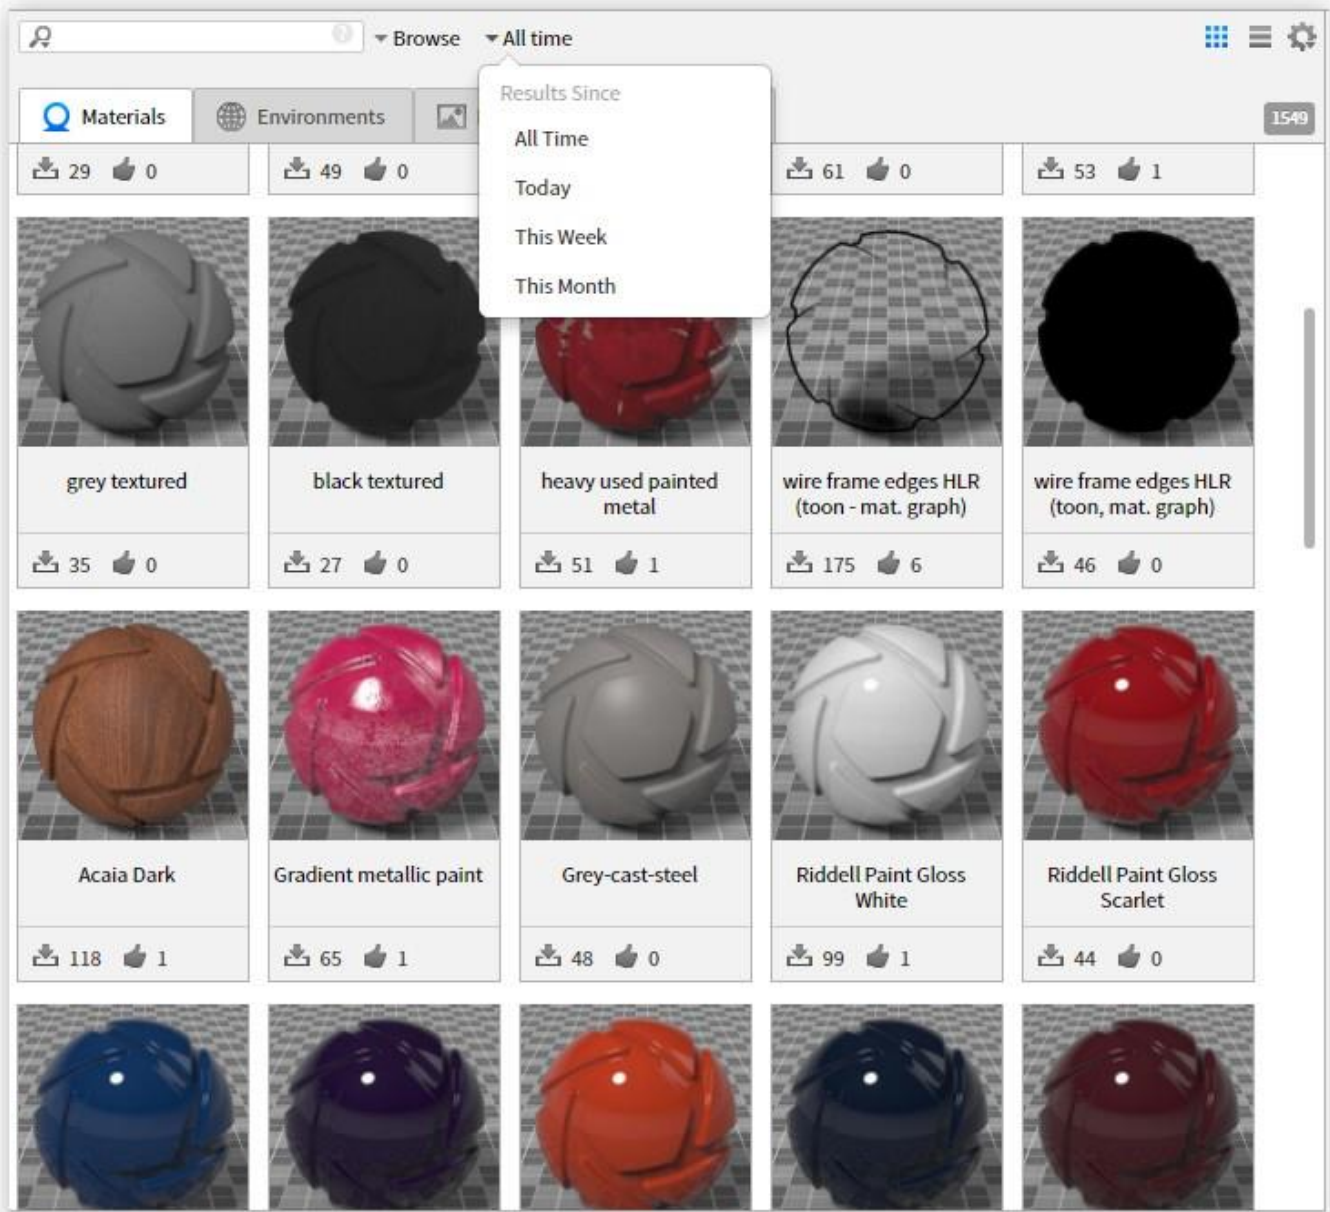 Browse
All time
Results Since
All Time
Today
This Week
This Month
Materials
Environments
1549
29 0
49 0
61 0
53 1
grey textured
black textured
heavy used painted
metal
wire frame edges HLR
(toon - mat. graph)
wire frame edges HLR
(toon, mat. graph)
35 0
27 0
51 1
175 6
46 0
Acaia Dark
Gradient metallic paint
Grey-cast-steel
Riddell Paint Gloss
White
Riddell Paint Gloss
Scarlet
118 1
65 1
48 0
99 1
44 0